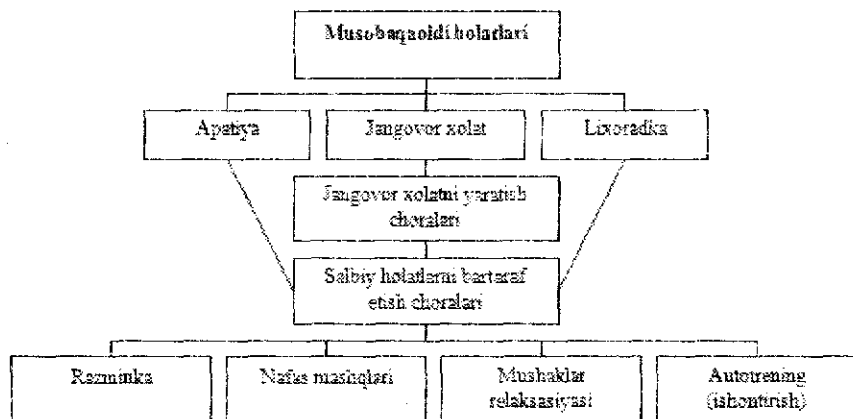 Musobaqaoldi holatlari
Apatiya
Jangovor xolat
Lixoradka
Jangovor xolatni yaratish
choralari
Salbiy holatlarni bartaraf
etish choralari
Razminka
Nafas mashqlari
Mushaklar
relaksasiyasi
Autotrening
(ishontirish)